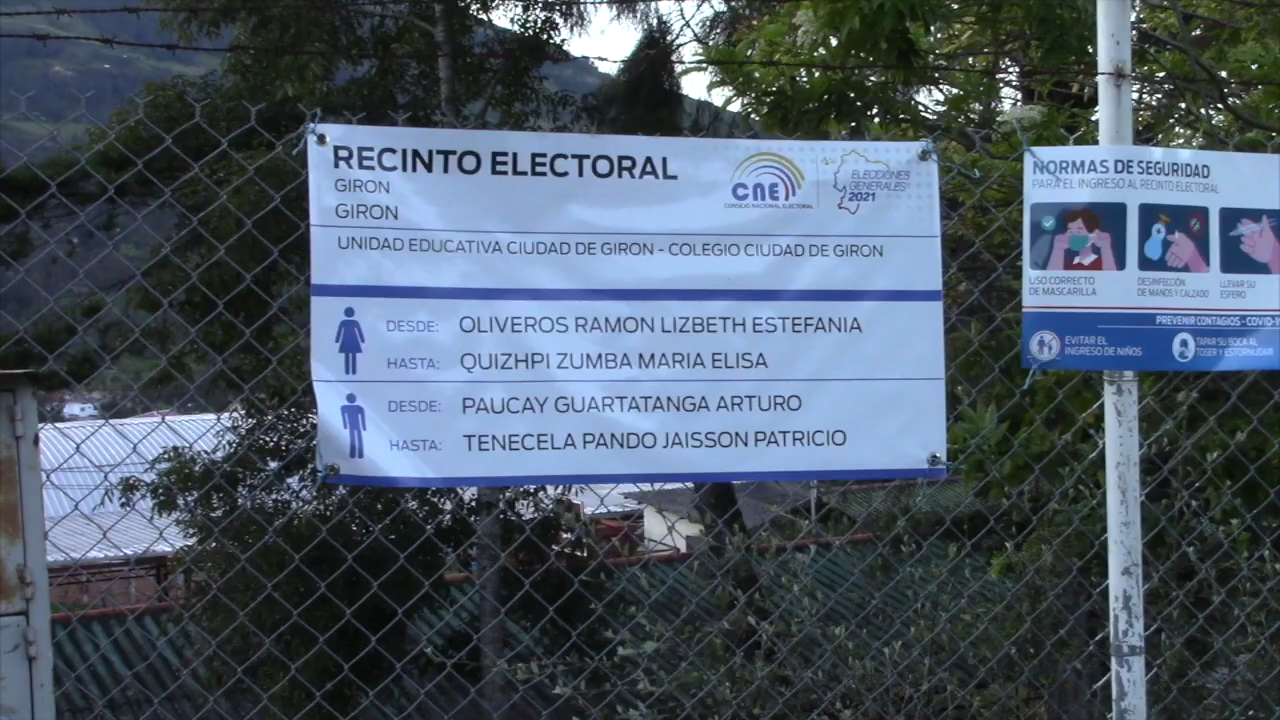 RECINTO ELECTORAL
GIRON
GIRON
CNE
CONSEJO NACIONAL ELECTORAL
ELECCIONES
GENERALES
2021
UNIDAD EDUCATIVA CIUDAD DE GIRON - COLEGIO CIUDAD DE GIRON
DESDE: OLIVEROS RAMON LIZBETH ESTEFANIA
HASTA: QUIZHPI ZUMBA MARIA ELISA
DESDE: PAUCAY GUARTATANGA ARTURO
HASTA: TENECELA PANDO JAISSON PATRICIO
NORMAS DE SEGURIDAD
PARA EL INGRESO AL RECINTO ELECTORAL
USO CORRECTO
DE MASCARILLA
DESINFECCIÓN
DE MANOS Y CALZADO
LLEVAR SU
ESFERO
PREVENIR CONTAGIOS - COVID-1
EVITAR EL
INGRESO DE NIÑOS
TAPAR SU BOCA AL
TOSER Y ESTORNUDAR